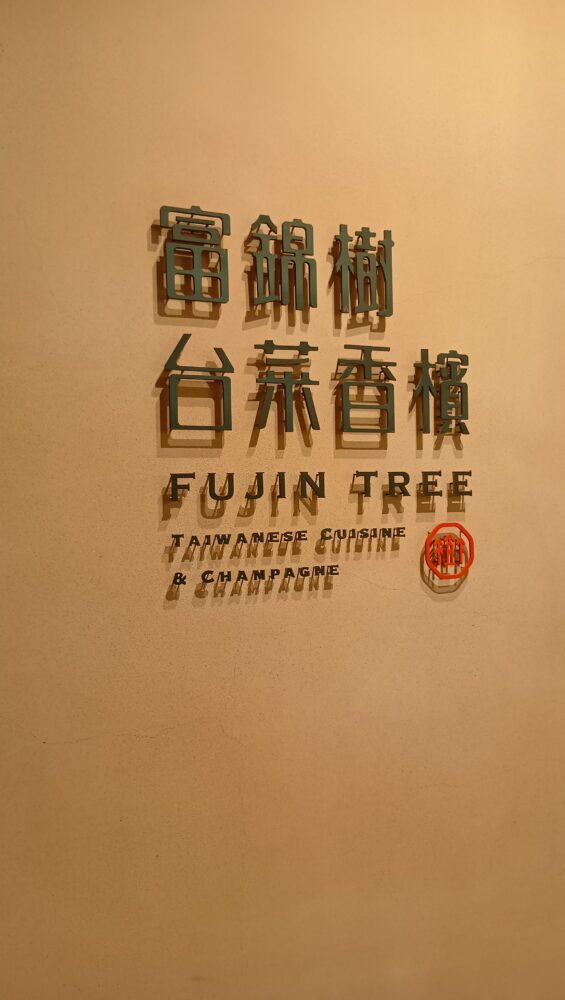 富錦樹
台菜香檳
FUJIN TREE
TAIWANESE CUISINE
& CHAMPAGNE